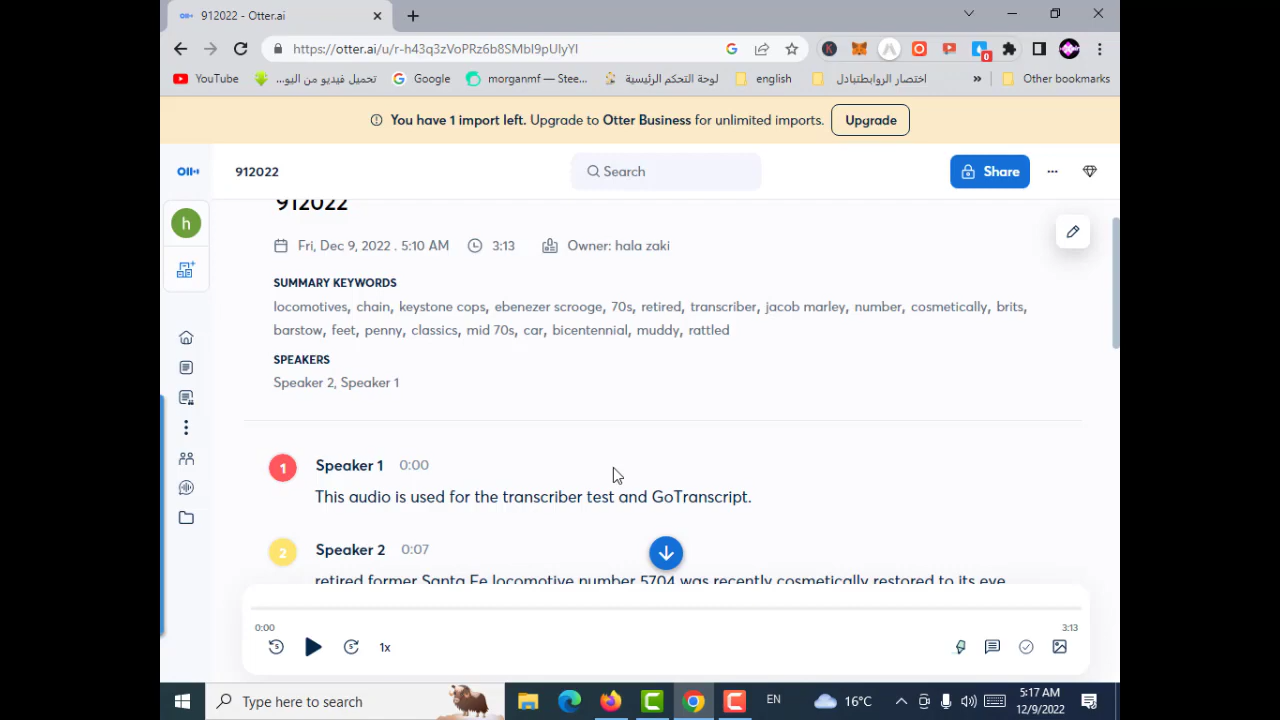 912022 - Otter.ai
https://otter.ai/u/r-h43q3zVoPRz6b8SMbI9pUIyYI
YouTube تحميل فيديو من اليو... Google morganmf — Stee... لوحة التحكم الرئيسية english اختصار الروابطتبادل » Other bookmarks
You have 1 import left. Upgrade to Otter Business for unlimited imports. Upgrade
912022 Search Share
h
912022
Fri, Dec 9, 2022 . 5:10 AM 3:13 Owner: hala zaki
SUMMARY KEYWORDS
locomotives, chain, keystone cops, ebenezer scrooge, 70s, retired, transcriber, jacob marley, number, cosmetically, brits,
barstow, feet, penny, classics, mid 70s, car, bicentennial, muddy, rattled
SPEAKERS
Speaker 2, Speaker 1
1 Speaker 1 0:00
This audio is used for the transcriber test and GoTranscript.
2 Speaker 2 0:07
retired former Santa Fe locomotive number 5704 was recently cosmetically restored to its eye
0:00 3:13
5 5 1x
Type here to search EN 16°C 5:17 AM
12/9/2022